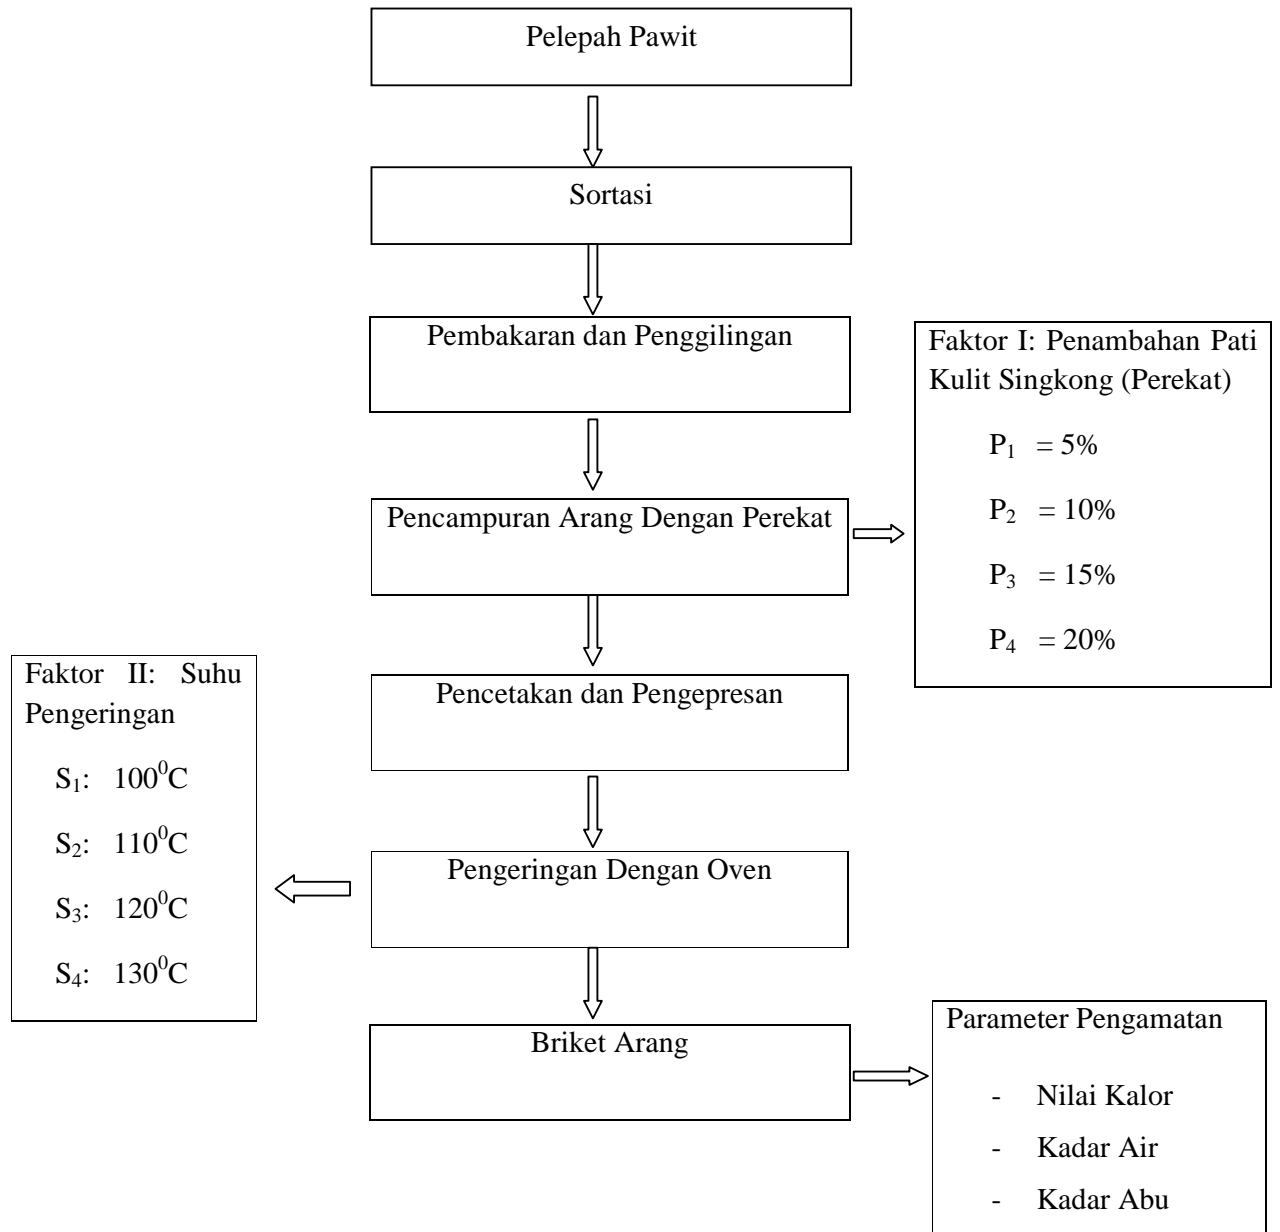 Pelepah Pawit
Sortasi
Pembakaran dan Penggilingan
Faktor I: Penambahan Pati
Kulit Singkong (Perekat)
P₁ = 5%
P₂ = 10%
P₃ = 15%
P₄ = 20%
Pencampuran Arang Dengan Perekat
Pencetakan dan Pengepresan
Faktor II: Suhu
Pengeringan
S₁: 100⁰C
S₂: 110⁰C
S₃: 120⁰C
S₄: 130⁰C
Pengeringan Dengan Oven
Briket Arang
Parameter Pengamatan
- Nilai Kalor
- Kadar Air
- Kadar Abu